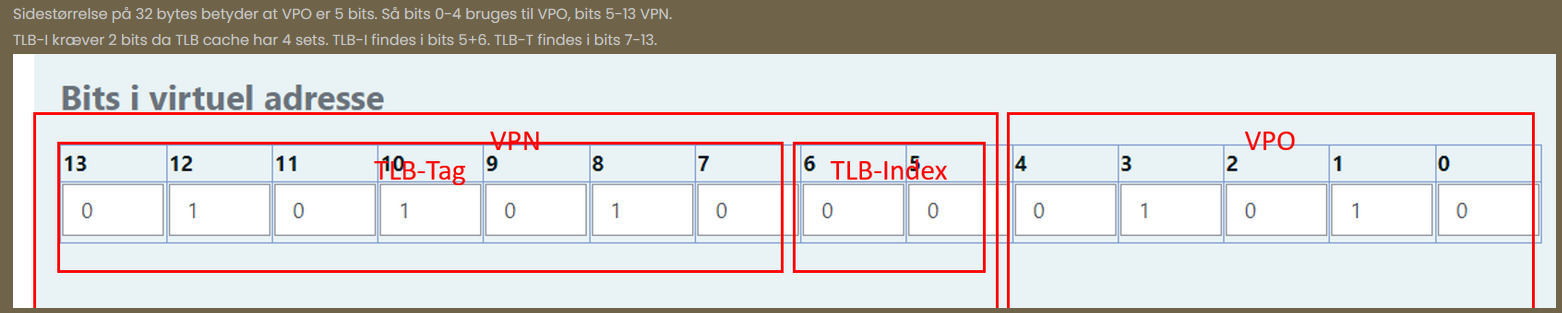 Sidestørrelse på 32 bytes betyder at VPO er 5 bits. Så bits 0-4 bruges til VPO, bits 5-13 VPN.
TLB-I kræver 2 bits da TLB cache har 4 sets. TLB-I findes i bits 5+6. TLB-T findes i bits 7-13.
Bits i virtuel adresse
VPN VPO
13 12 11 10 9 8 7 6 5 4 3 2 1 0
TLB-Tag TLB-Index
0 1 0 1 0 1 0 0 0 0 1 0 1 0